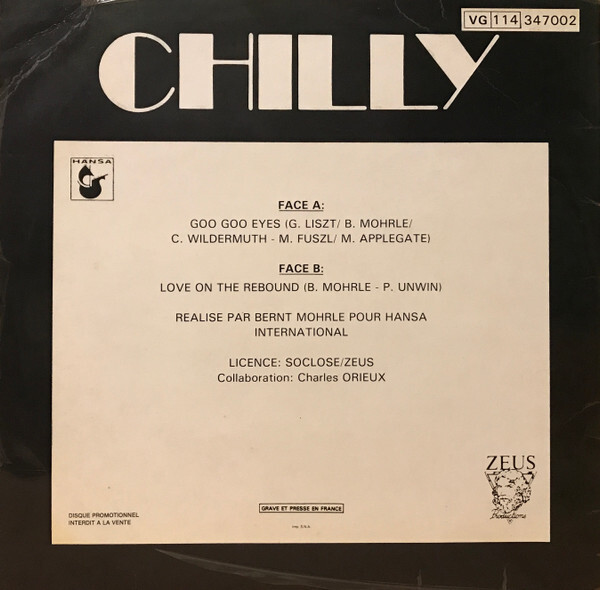 VG 114 347002
CHILLY
HANSA
FACE A:
GOO GOO EYES (G. LISZT/ B. MOHRLE/
C. WILDERMUTH - M. FUSZL/ M. APPLEGATE)
FACE B:
LOVE ON THE REBOUND (B. MOHRLE - P. UNWIN)
REALISE PAR BERNT MOHRLE POUR HANSA
INTERNATIONAL
LICENCE: SOCLOSE/ZEUS
Collaboration: Charles ORIEUX
ZEUS
Productions
DISQUE PROMOTIONNEL
INTERDIT A LA VENTE
GRAVE ET PRESSE EN FRANCE